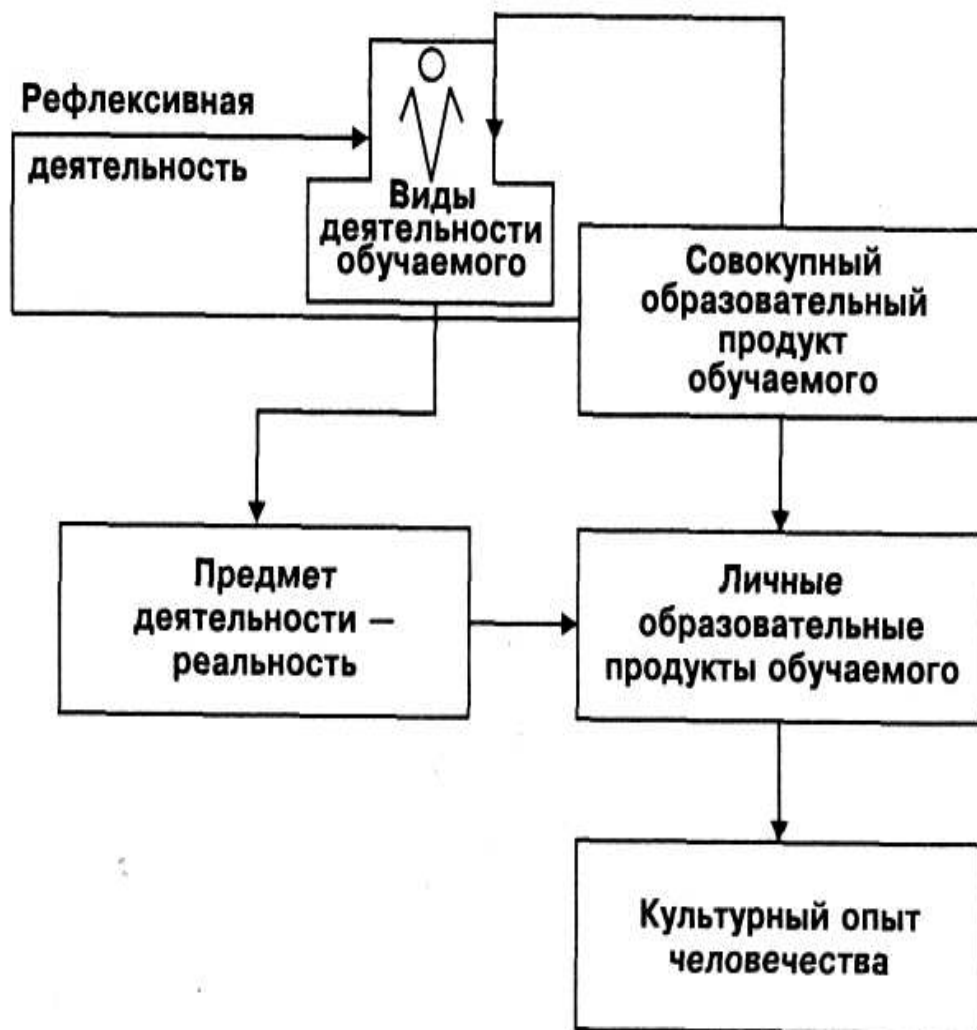 Рефлексивная
деятельность
Виды
деятельности
обучаемого
Совокупный
образовательный
продукт
обучаемого
Предмет
деятельности —
реальность
Личные
образовательные
продукты обучаемого
Культурный опыт
человечества